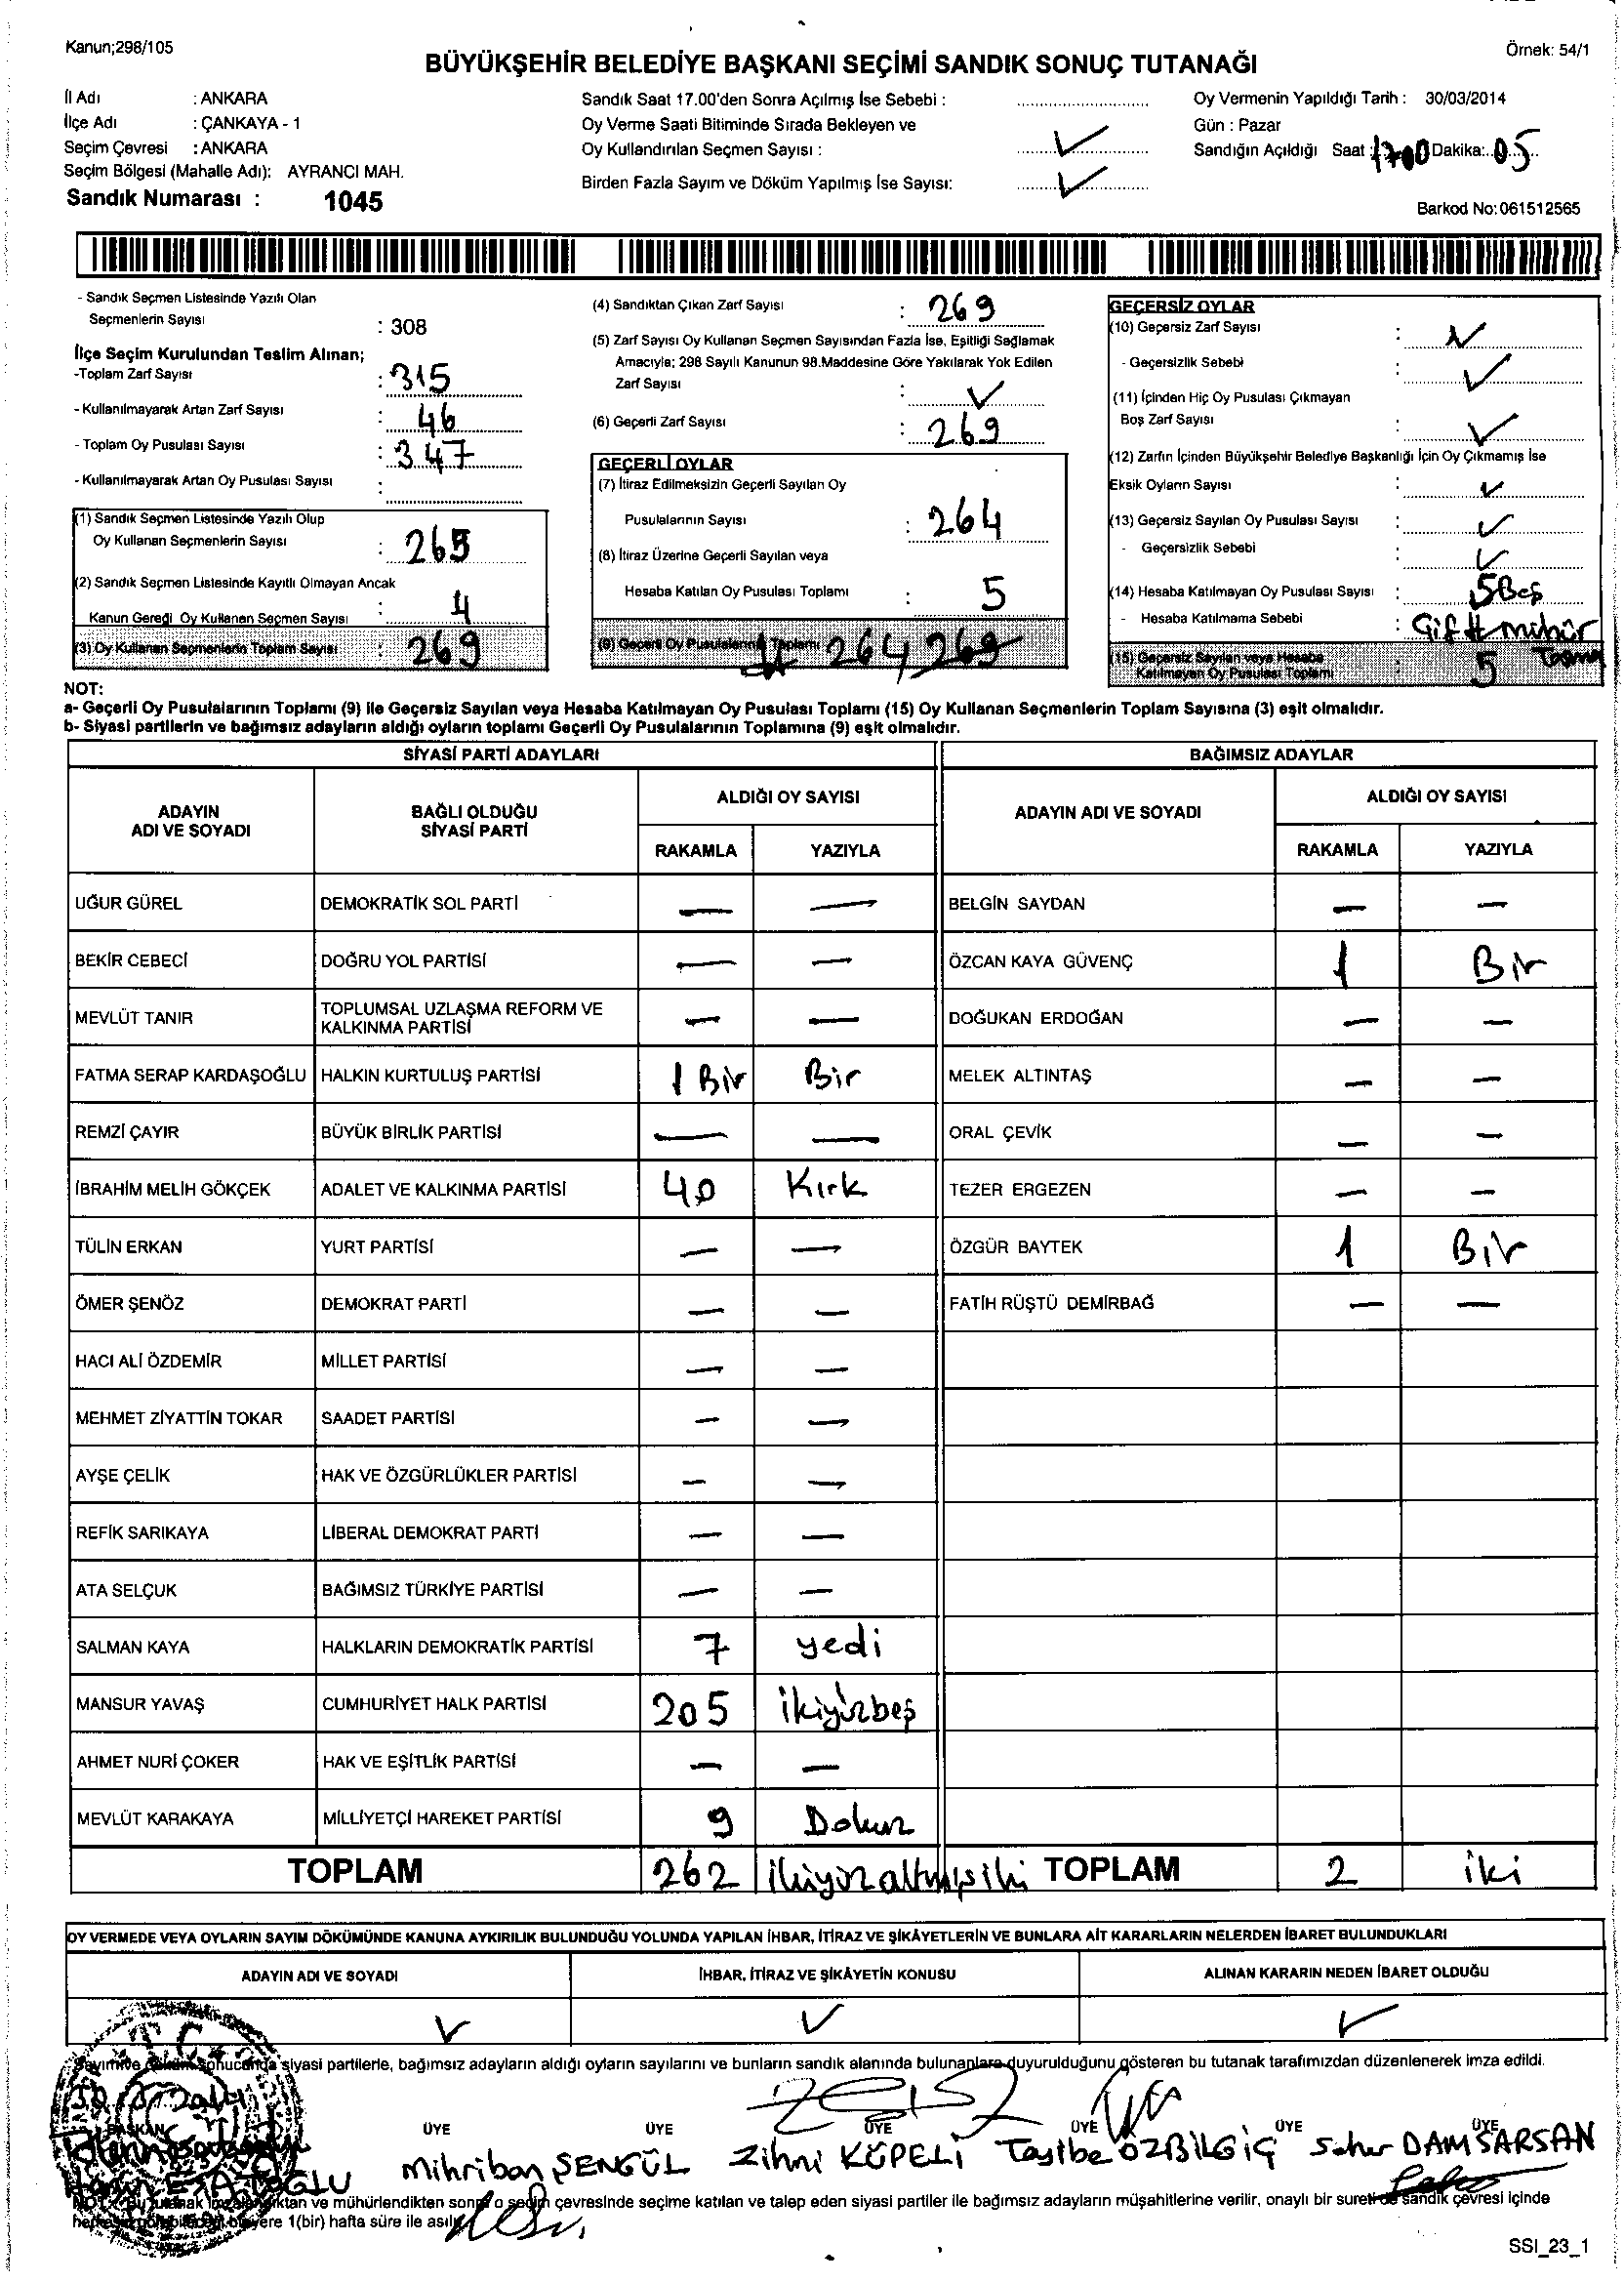 Kanun;298/105
Örnek: 54/1
BÜYÜKŞEHİR BELEDİYE BAŞKANI SEÇİMİ SANDIK SONUÇ TUTANAĞI
İl Adı : ANKARA
İlçe Adı : ÇANKAYA - 1
Seçim Çevresi : ANKARA
Seçim Bölgesi (Mahalle Adı): AYRANCI MAH.
Sandık Numarası : 1045
Sandık Saat 17.00'den Sonra Açılmış İse Sebebi :
Oy Verme Saati Bitiminde Sırada Bekleyen ve
Oy Kullandırılan Seçmen Sayısı :
Birden Fazla Sayım ve Döküm Yapılmış İse Sayısı:
Oy Vermenin Yapıldığı Tarih : 30/03/2014
Gün : Pazar
Sandığın Açıldığı Saat : 1700 Dakika: 05
Barkod No:061512565
- Sandık Seçmen Listesinde Yazılı Olan
Seçmenlerin Sayısı : 308
İlçe Seçim Kurulundan Teslim Alınan;
-Toplam Zarf Sayısı : 315
- Kullanılmayarak Artan Zarf Sayısı : 46
- Toplam Oy Pusulası Sayısı : 347
- Kullanılmayarak Artan Oy Pusulası Sayısı :
(1) Sandık Seçmen Listesinde Yazılı Olup
Oy Kullanan Seçmenlerin Sayısı : 265
(2) Sandık Seçmen Listesinde Kayıtlı Olmayan Ancak
Kanun Gereği Oy Kullanan Seçmen Sayısı : 4
(3) Oy Kullanan Seçmenlerin Toplam Sayısı : 269
(4) Sandıktan Çıkan Zarf Sayısı : 269
(5) Zarf Sayısı Oy Kullanan Seçmen Sayısından Fazla İse, Eşitliği Sağlamak
Amacıyla; 298 Sayılı Kanunun 98.Maddesine Göre Yakılarak Yok Edilen
Zarf Sayısı :
(6) Geçerli Zarf Sayısı : 269
GEÇERLİ OYLAR
(7) İtiraz Edilmeksizin Geçerli Sayılan Oy
Pusulalarının Sayısı : 264
(8) İtiraz Üzerine Geçerli Sayılan veya
Hesaba Katılan Oy Pusulası Toplamı : 5
(9) Geçerli Oy Pusulalarının Toplamı 264 269
GEÇERSİZ OYLAR
(10) Geçersiz Zarf Sayısı :
- Geçersizlik Sebebi :
(11) İçinden Hiç Oy Pusulası Çıkmayan
Boş Zarf Sayısı :
(12) Zarfın İçinden Büyükşehir Belediye Başkanlığı İçin Oy Çıkmamış İse
Eksik Oyların Sayısı :
(13) Geçersiz Sayılan Oy Pusulası Sayısı :
- Geçersizlik Sebebi :
(14) Hesaba Katılmayan Oy Pusulası Sayısı : 5 Beş
- Hesaba Katılmama Sebebi : Çift mühür
(15) Geçersiz Sayılan veya Hesaba
Katılmayan Oy Pusulası Toplamı : 5
NOT:
a- Geçerli Oy Pusulalarının Toplamı (9) ile Geçersiz Sayılan veya Hesaba Katılmayan Oy Pusulası Toplamı (15) Oy Kullanan Seçmenlerin Toplam Sayısına (3) eşit olmalıdır.
b- Siyasi partilerin ve bağımsız adayların aldığı oyların toplamı Geçerli Oy Pusulalarının Toplamına (9) eşit olmalıdır.
SİYASİ PARTİ ADAYLARI
BAĞIMSIZ ADAYLAR
ADAYIN ADI VE SOYADI
BAĞLI OLDUĞU SİYASİ PARTİ
ALDIĞI OY SAYISI
RAKAMLA YAZIYLA
ADAYIN ADI VE SOYADI
ALDIĞI OY SAYISI
RAKAMLA YAZIYLA
UĞUR GÜREL DEMOKRATİK SOL PARTİ — — BELGİN SAYDAN — —
BEKİR CEBECİ DOĞRU YOL PARTİSİ — — ÖZCAN KAYA GÜVENÇ 1 Bir
MEVLÜT TANIR TOPLUMSAL UZLAŞMA REFORM VE KALKINMA PARTİSİ — — DOĞUKAN ERDOĞAN — —
FATMA SERAP KARDAŞOĞLU HALKIN KURTULUŞ PARTİSİ 1 Bir Bir MELEK ALTINTAŞ — —
REMZİ ÇAYIR BÜYÜK BİRLİK PARTİSİ — — ORAL ÇEVİK — —
İBRAHİM MELİH GÖKÇEK ADALET VE KALKINMA PARTİSİ 40 Kırk TEZER ERGEZEN — —
TÜLİN ERKAN YURT PARTİSİ — — ÖZGÜR BAYTEK 1 Bir
ÖMER ŞENÖZ DEMOKRAT PARTİ — — FATİH RÜŞTÜ DEMİRBAĞ — —
HACI ALİ ÖZDEMİR MİLLET PARTİSİ — —
MEHMET ZİYATTİN TOKAR SAADET PARTİSİ — —
AYŞE ÇELİK HAK VE ÖZGÜRLÜKLER PARTİSİ — —
REFİK SARIKAYA LİBERAL DEMOKRAT PARTİ — —
ATA SELÇUK BAĞIMSIZ TÜRKİYE PARTİSİ — —
SALMAN KAYA HALKLARIN DEMOKRATİK PARTİSİ 7 yedi
MANSUR YAVAŞ CUMHURİYET HALK PARTİSİ 205 ikiyüzbeş
AHMET NURİ ÇOKER HAK VE EŞİTLİK PARTİSİ — —
MEVLÜT KARAKAYA MİLLİYETÇİ HAREKET PARTİSİ 9 Dokuz
TOPLAM 262 ikiyüzaltmışiki TOPLAM 2 iki
OY VERMEDE VEYA OYLARIN SAYIM DÖKÜMÜNDE KANUNA AYKIRILIK BULUNDUĞU YOLUNDA YAPILAN İHBAR, İTİRAZ VE ŞİKÂYETLERİN VE BUNLARA AİT KARARLARIN NELERDEN İBARET BULUNDUKLARI
ADAYIN ADI VE SOYADI İHBAR, İTİRAZ VE ŞİKÂYETİN KONUSU ALINAN KARARIN NEDEN İBARET OLDUĞU
siyasi partilerle, bağımsız adayların aldığı oyların sayılarını ve bunların sandık alanında bulunanlara duyurulduğunu gösteren bu tutanak tarafımızdan düzenlenerek imza edildi.
BAŞKAN ÜYE ÜYE ÜYE ÜYE ÜYE ÜYE
Mihriban ŞENGÜL Zihni KÜPELİ Tayibe ÖZBİLGİÇ Seher DAMSARSAN
ve mühürlendikten sonra o seçim çevresinde seçime katılan ve talep eden siyasi partiler ile bağımsız adayların müşahitlerine verilir, onaylı bir sureti de sandık çevresi içinde
yere 1(bir) hafta süre ile asılır.
SSI_23_1